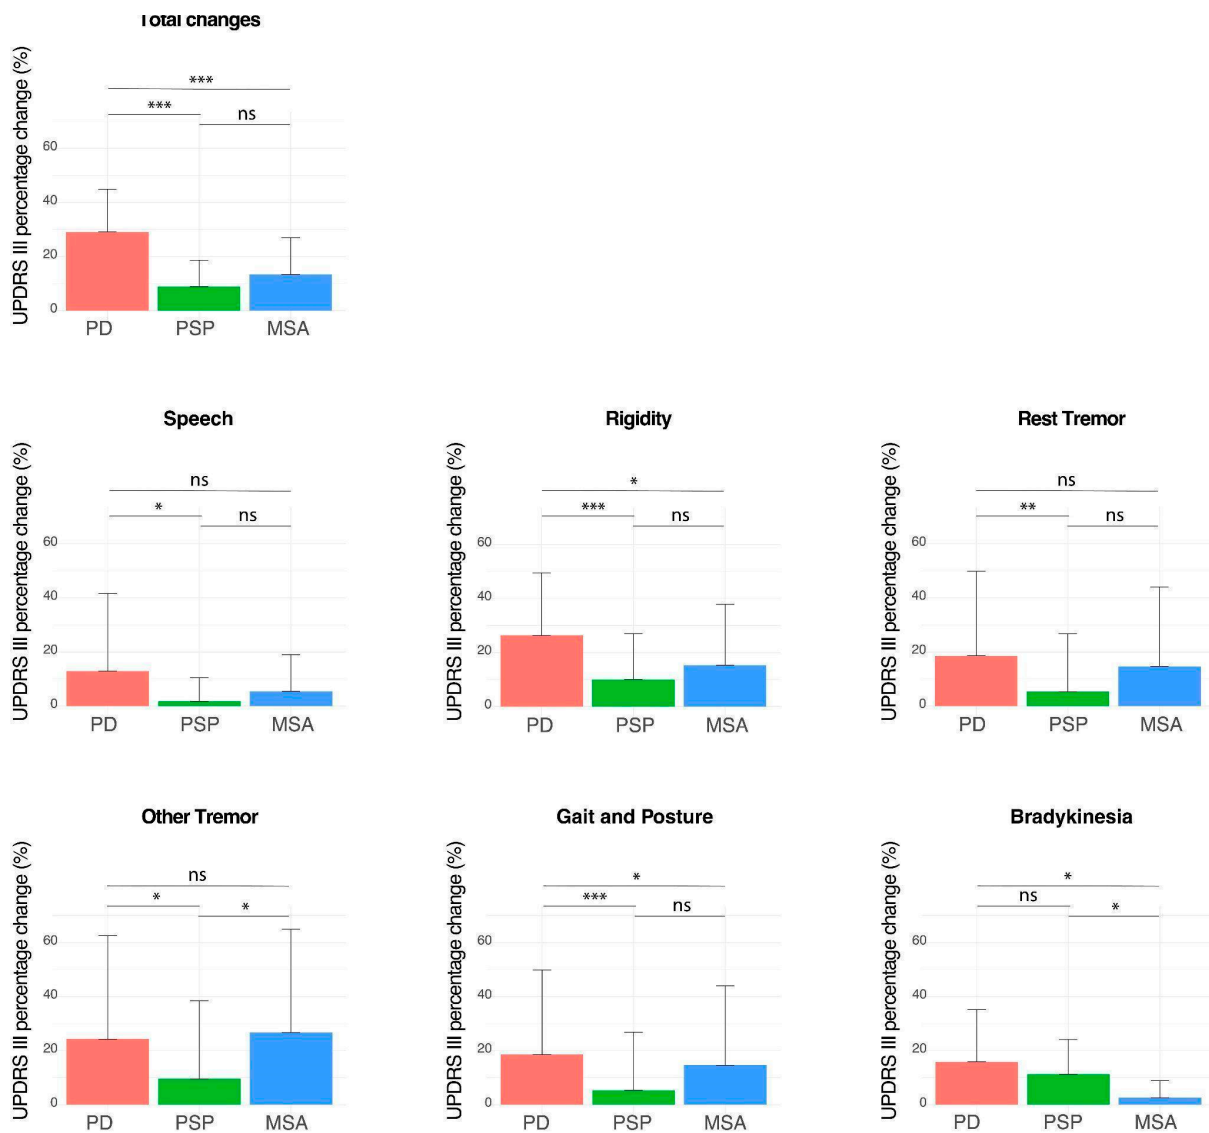 Total changes
UPDRS III percentage change (%)
***
***
ns
60
40
20
0
PD PSP MSA
Speech
UPDRS III percentage change (%)
ns
*
ns
60
40
20
0
PD PSP MSA
Rigidity
UPDRS III percentage change (%)
*
***
ns
60
40
20
0
PD PSP MSA
Rest Tremor
UPDRS III percentage change (%)
ns
**
ns
60
40
20
0
PD PSP MSA
Other Tremor
UPDRS III percentage change (%)
ns
*
*
60
40
20
0
PD PSP MSA
Gait and Posture
UPDRS III percentage change (%)
*
***
ns
60
40
20
0
PD PSP MSA
Bradykinesia
UPDRS III percentage change (%)
*
ns
*
60
40
20
0
PD PSP MSA